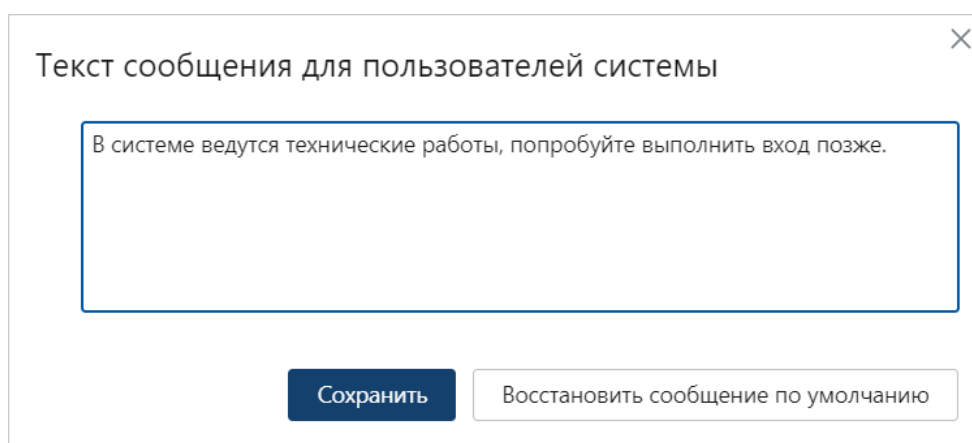 Текст сообщения для пользователей системы
В системе ведутся технические работы, попробуйте выполнить вход позже.
Сохранить
Восстановить сообщение по умолчанию